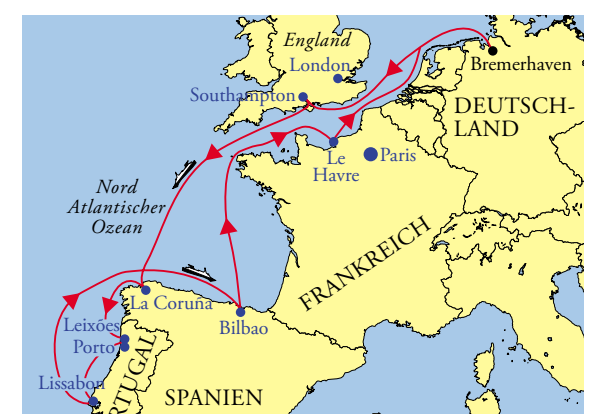 England
London
Bremerhaven
Southampton
DEUTSCH-
LAND
Le
Havre
Paris
Nord
Atlantischer
Ozean
FRANKREICH
La Coruña
Leixões
Bilbao
Porto
Lissabon
RTUGAL
SPANIEN